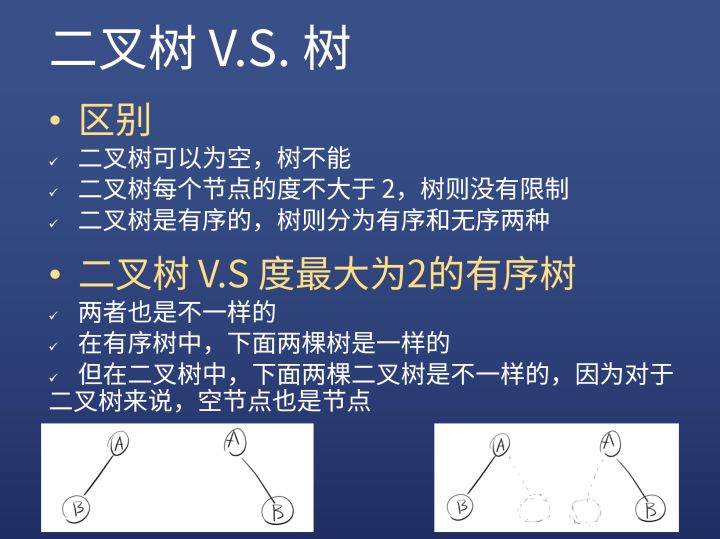 二叉树 V.S. 树
• 区别
✓ 二叉树可以为空，树不能
✓ 二叉树每个节点的度不大于 2，树则没有限制
✓ 二叉树是有序的，树则分为有序和无序两种
• 二叉树 V.S 度最大为2的有序树
✓ 两者也是不一样的
✓ 在有序树中，下面两棵树是一样的
✓ 但在二叉树中，下面两棵二叉树是不一样的，因为对于
二叉树来说，空节点也是节点
A A A A
B B B B